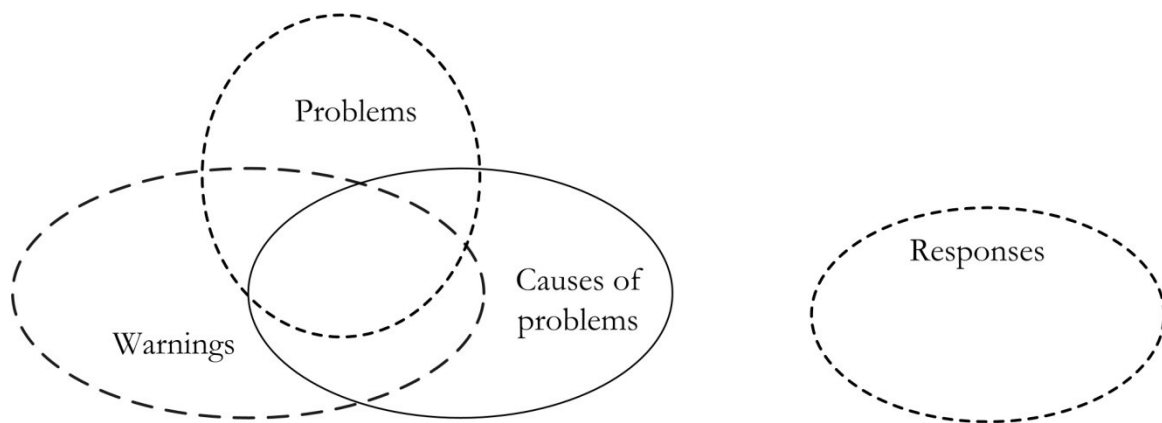 Problems
Responses
Causes of
problems
Warnings